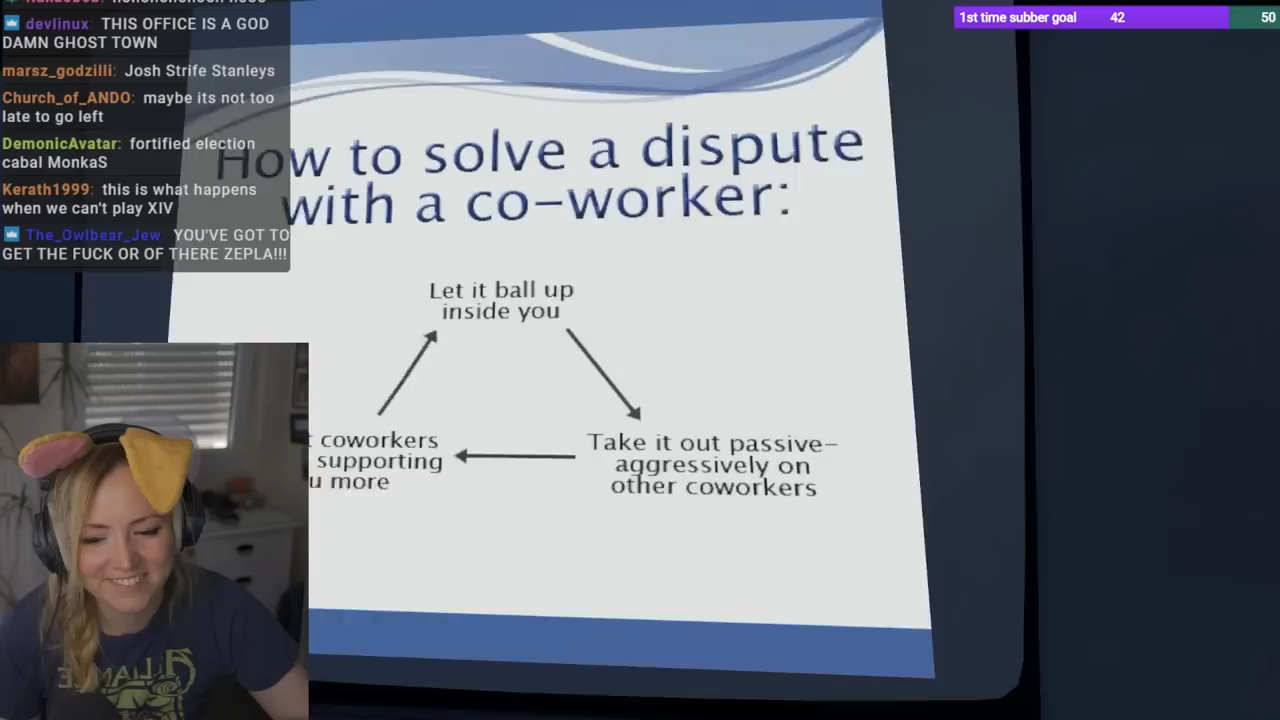 devlinux: THIS OFFICE IS A GOD
DAMN GHOST TOWN
marsz_godzilli: Josh Strife Stanleys
Church_of_ANDO: maybe its not too
late to go left
DemonicAvatar: fortified election
cabal MonkaS
Kerath1999: this is what happens
when we can't play XIV
The_Owlbear_Jew: YOU'VE GOT TO
GET THE FUCK OR OF THERE ZEPLA!!!
1st time subber goal 42 50
How to solve a dispute
with a co-worker:
Let it ball up
inside you
Take it out passive-
aggressively on
other coworkers
coworkers
supporting
more
ALLIANCE